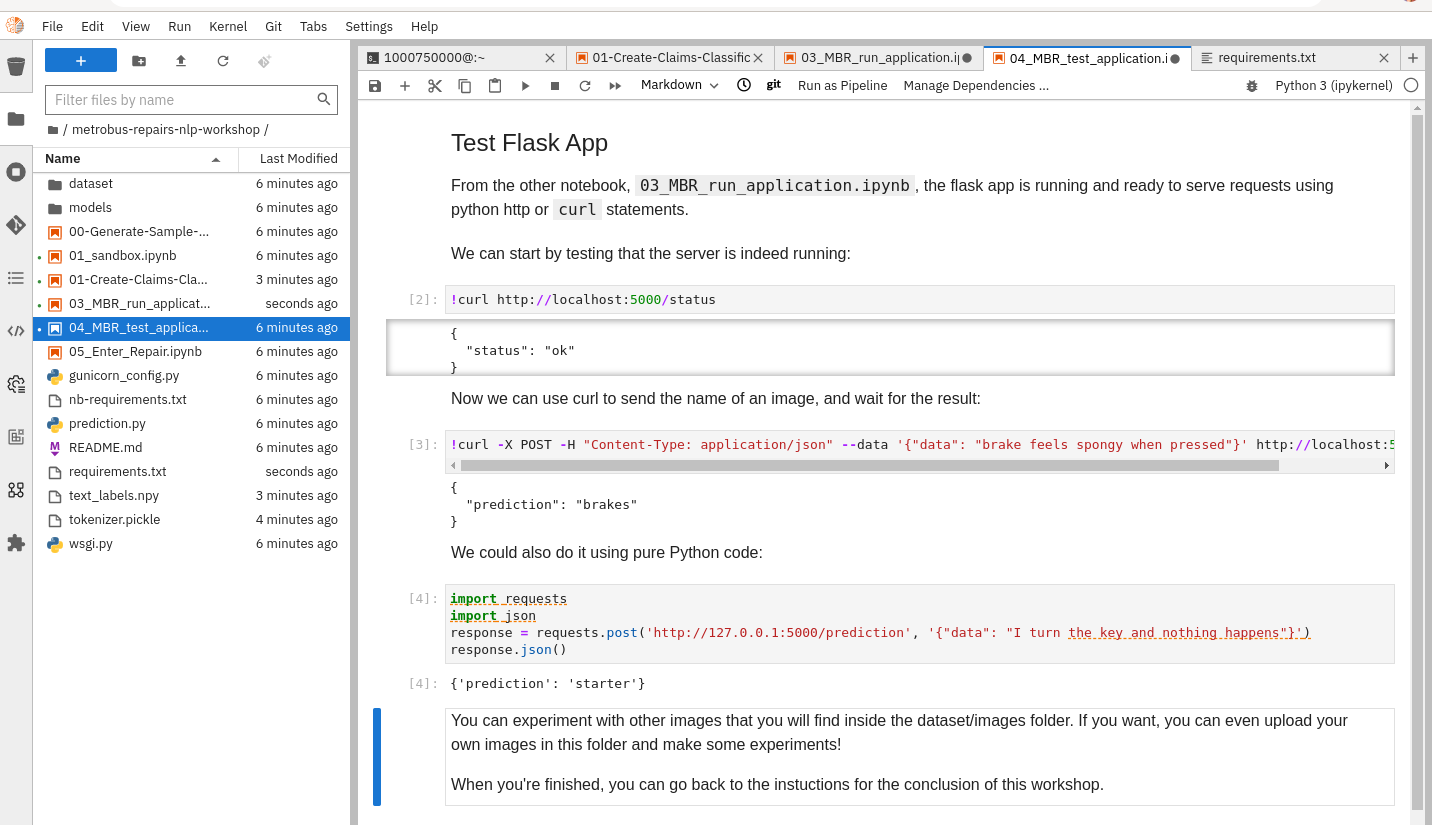 File Edit View Run Kernel Git Tabs Settings Help
1000750000@:~
01-Create-Claims-Classific
03_MBR_run_application.i
04_MBR_test_application.i
requirements.txt
Markdown
git
Run as Pipeline
Manage Dependencies ...
Python 3 (ipykernel)
Filter files by name
/ metrobus-repairs-nlp-workshop /
Name Last Modified
dataset 6 minutes ago
models 6 minutes ago
00-Generate-Sample-... 6 minutes ago
01_sandbox.ipynb 6 minutes ago
01-Create-Claims-Cla... 3 minutes ago
03_MBR_run_applicat... seconds ago
04_MBR_test_applica... 6 minutes ago
05_Enter_Repair.ipynb 6 minutes ago
gunicorn_config.py 6 minutes ago
nb-requirements.txt 6 minutes ago
prediction.py 6 minutes ago
README.md 6 minutes ago
requirements.txt seconds ago
text_labels.npy 3 minutes ago
tokenizer.pickle 4 minutes ago
wsgi.py 6 minutes ago
Test Flask App
From the other notebook, 03_MBR_run_application.ipynb, the flask app is running and ready to serve requests using
python http or curl statements.
We can start by testing that the server is indeed running:
[2]: !curl http://localhost:5000/status
{
"status": "ok"
}
Now we can use curl to send the name of an image, and wait for the result:
[3]: !curl -X POST -H "Content-Type: application/json" --data '{"data": "brake feels spongy when pressed"}' http://localhost:5
{
"prediction": "brakes"
}
We could also do it using pure Python code:
[4]: import requests
import json
response = requests.post('http://127.0.0.1:5000/prediction', '{"data": "I turn the key and nothing happens"}')
response.json()
[4]: {'prediction': 'starter'}
You can experiment with other images that you will find inside the dataset/images folder. If you want, you can even upload your
own images in this folder and make some experiments!
When you're finished, you can go back to the instuctions for the conclusion of this workshop.